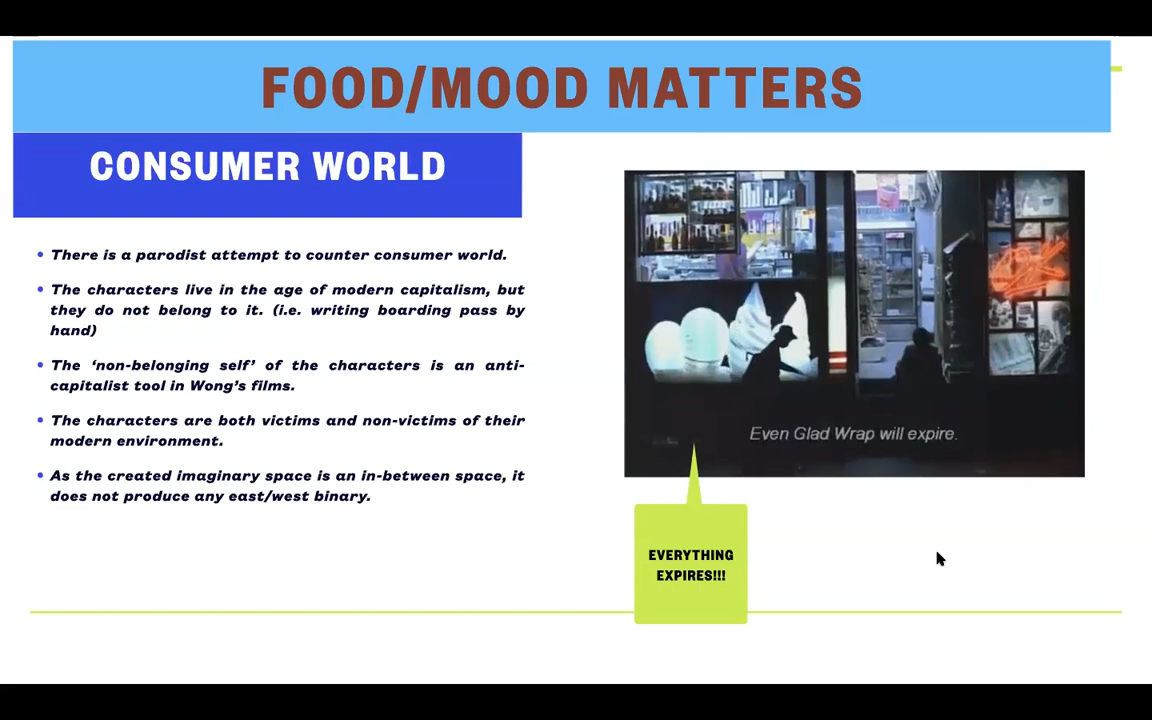 FOOD/MOOD MATTERS
CONSUMER WORLD
• There is a parodist attempt to counter consumer world.
• The characters live in the age of modern capitalism, but
they do not belong to it. (i.e. writing boarding pass by
hand)
• The ‘non-belonging self’ of the characters is an anti-
capitalist tool in Wong’s films.
• The characters are both victims and non-victims of their
modern environment.
• As the created imaginary space is an in-between space, it
does not produce any east/west binary.
Even Glad Wrap will expire.
EVERYTHING
EXPIRES!!!